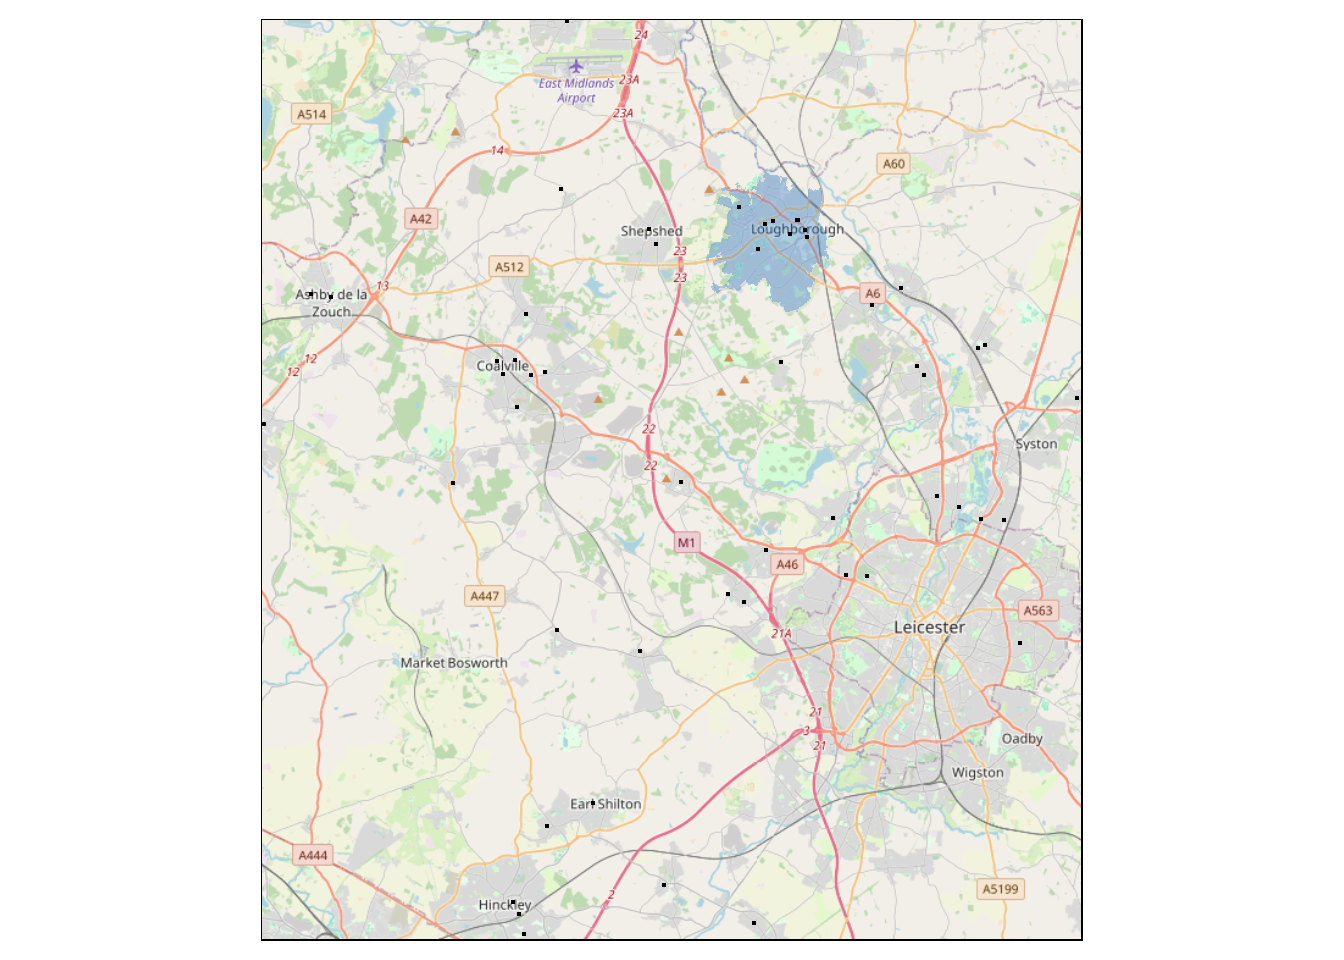 24
23A
East Midlands
Airport
23A
A514
14
A60
A42
Shepshed
Loughborough
23
A512
23
13
A6
Ashby de la
Zouch
12
12
Coalville
22
Syston
22
M1
A46
A447
A563
Leicester
21A
Market Bosworth
21
3
21
Oadby
Wigston
Earl Shilton
A444
2
A5199
Hinckley